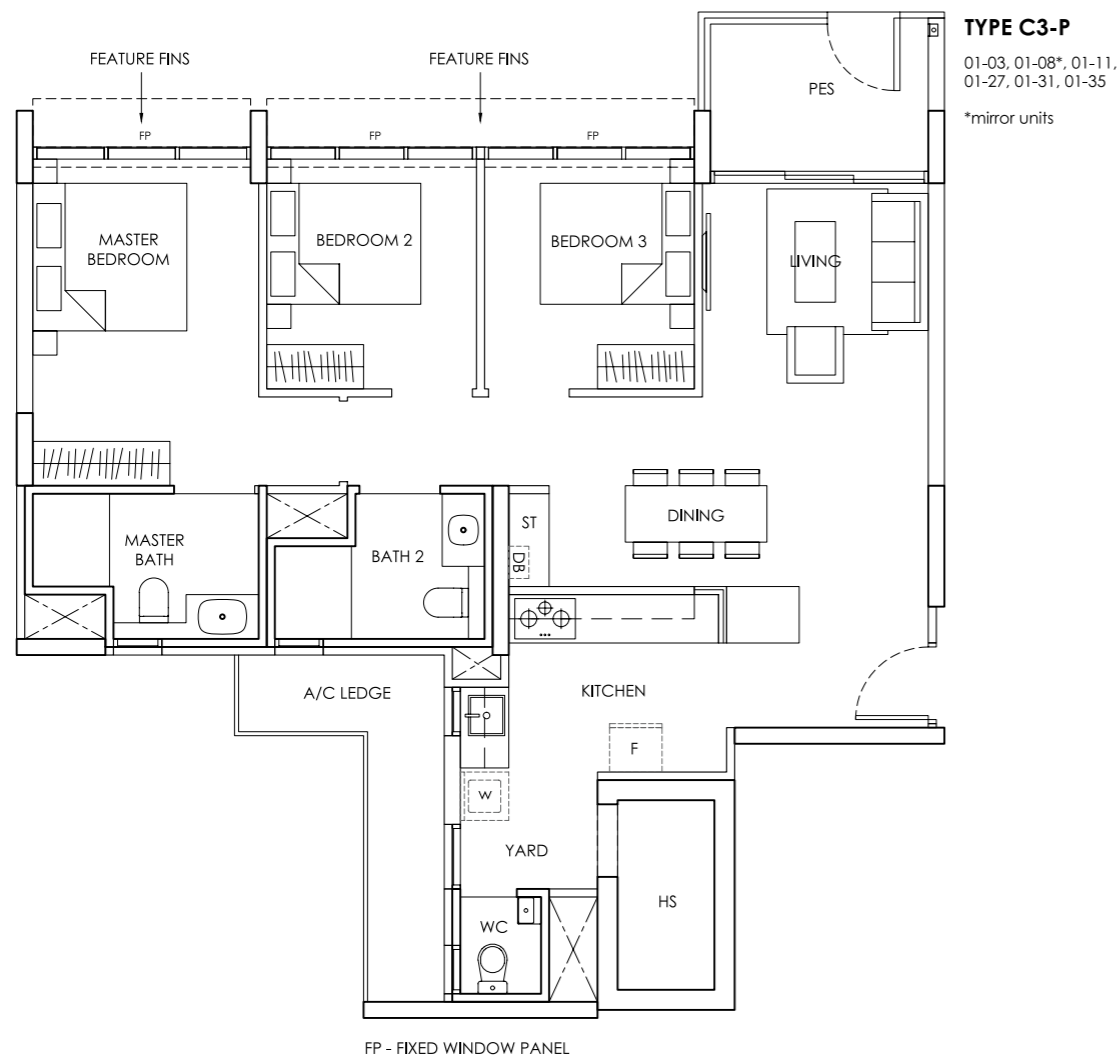 TYPE C3-P
01-03, 01-08*, 01-11,
01-27, 01-31, 01-35
*mirror units
FEATURE FINS
FEATURE FINS
PES
FP
FP
FP
MASTER
BEDROOM
BEDROOM 2
BEDROOM 3
LIVING
DINING
ST
DB
MASTER
BATH
BATH 2
A/C LEDGE
KITCHEN
F
W
YARD
WC
HS
FP - FIXED WINDOW PANEL